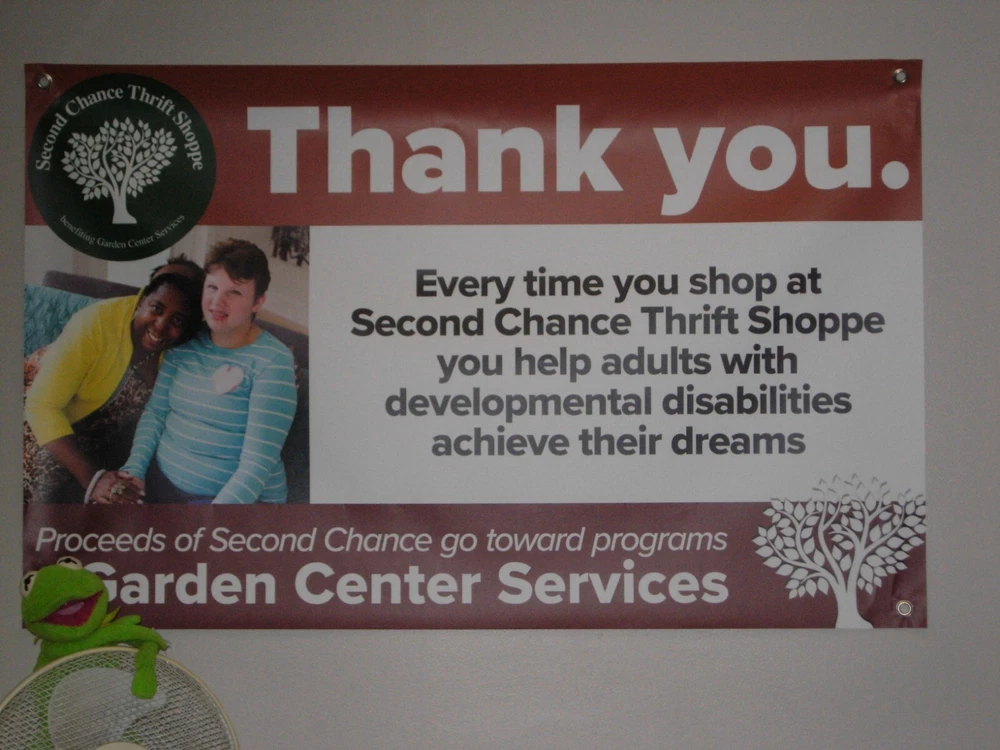 Second Chance Thrift Shoppe
benefiting Garden Center Services
Thank you.
Every time you shop at
Second Chance Thrift Shoppe
you help adults with
developmental disabilities
achieve their dreams
Proceeds of Second Chance go toward programs
Garden Center Services